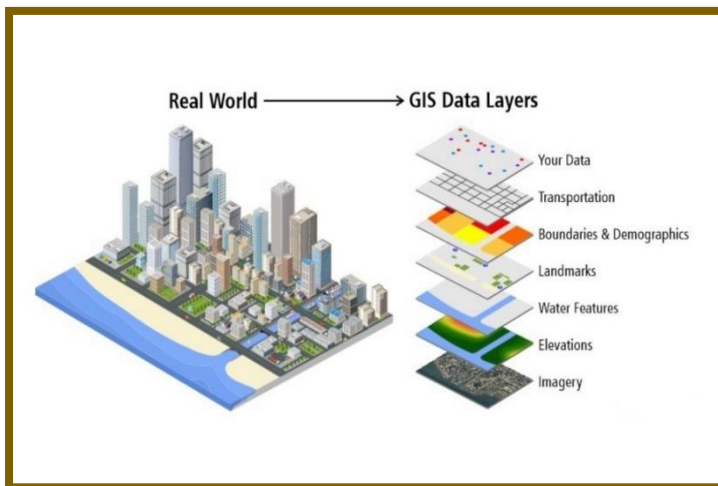 Real World
GIS Data Layers
Your Data
Transportation
Boundaries & Demographics
Landmarks
Water Features
Elevations
Imagery